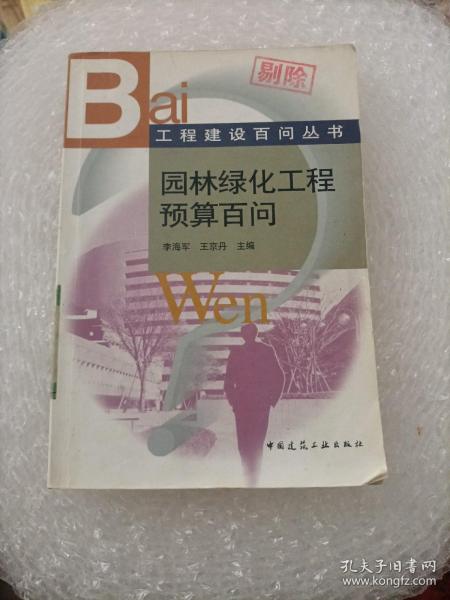 Bai
剔除
工程建设百问丛书
园林绿化工程
预算百问
李海军 王京丹 主编
Wen
中国建筑工业出版社
孔夫子旧书网
www.kongfz.com